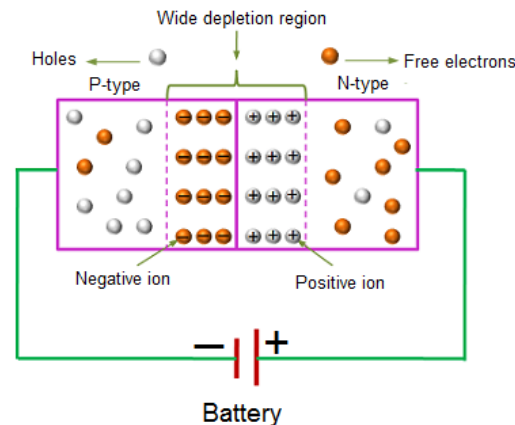 Wide depletion region
Holes
Free electrons
P-type
N-type
− − −
+ + +
− − −
+ + +
− − −
+ + +
− − −
+ + +
Negative ion
Positive ion
− +
Battery